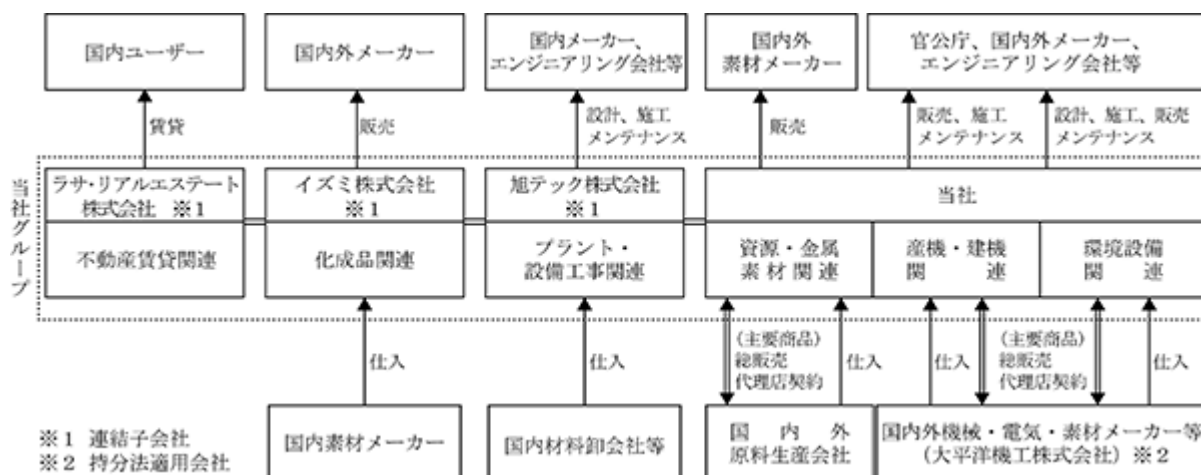 国内ユーザー
国内外メーカー
国内メーカー、
エンジニアリング会社等
国内外
素材メーカー
官公庁、国内外メーカー、
エンジニアリング会社等
賃貸
販売
設計、施工
メンテナンス
販売
販売、施工
メンテナンス
設計、施工、販売
メンテナンス
当社グループ
ラサ・リアルエステート
株式会社 ※1
イズミ株式会社
※1
旭テック株式会社
※1
当社
不動産賃貸関連
化成品関連
プラント・
設備工事関連
資源・金属
素材関連
産機・建機
関連
環境設備
関連
仕入
仕入
(主要商品)
総販売
代理店契約
仕入
仕入
(主要商品)
総販売
代理店契約
仕入
国内素材メーカー
国内材料卸会社等
国内外
原料生産会社
国内外機械・電気・素材メーカー等
(大平洋機工株式会社)※2
※1 連結子会社
※2 持分法適用会社